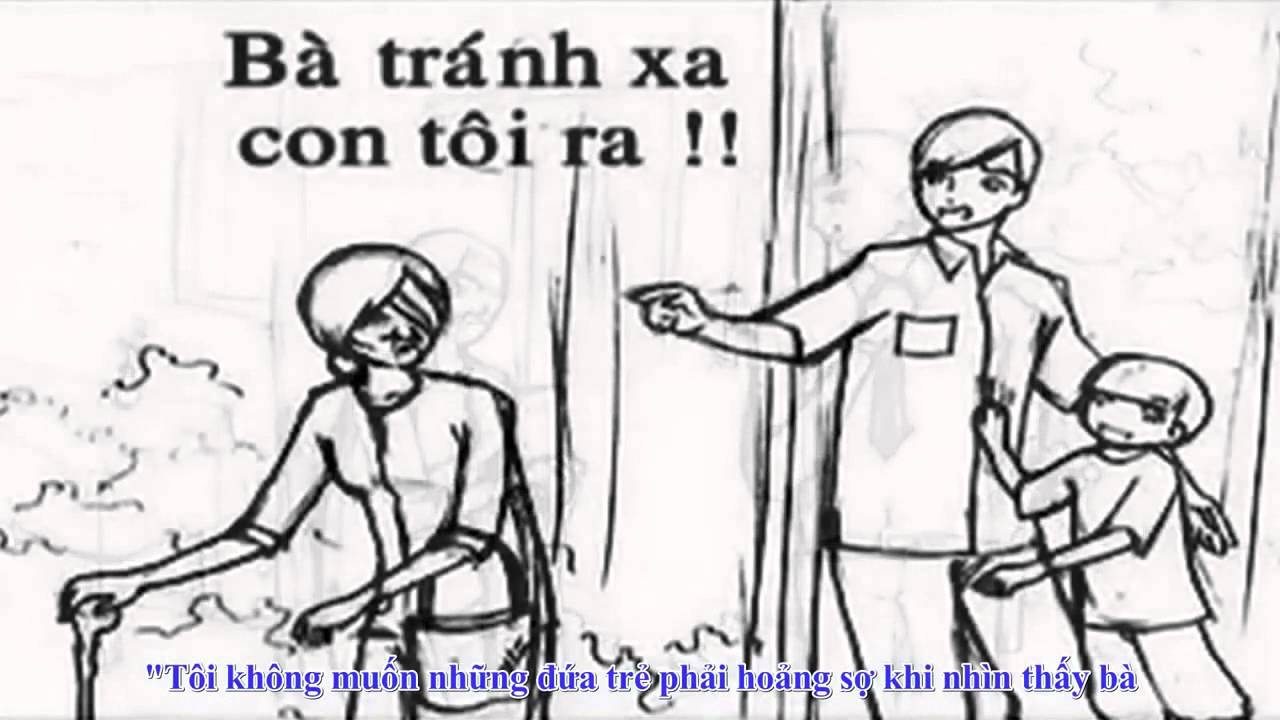 Bà tránh xa
con tôi ra !!
"Tôi không muốn những đứa trẻ phải hoảng sợ khi nhìn thấy bà